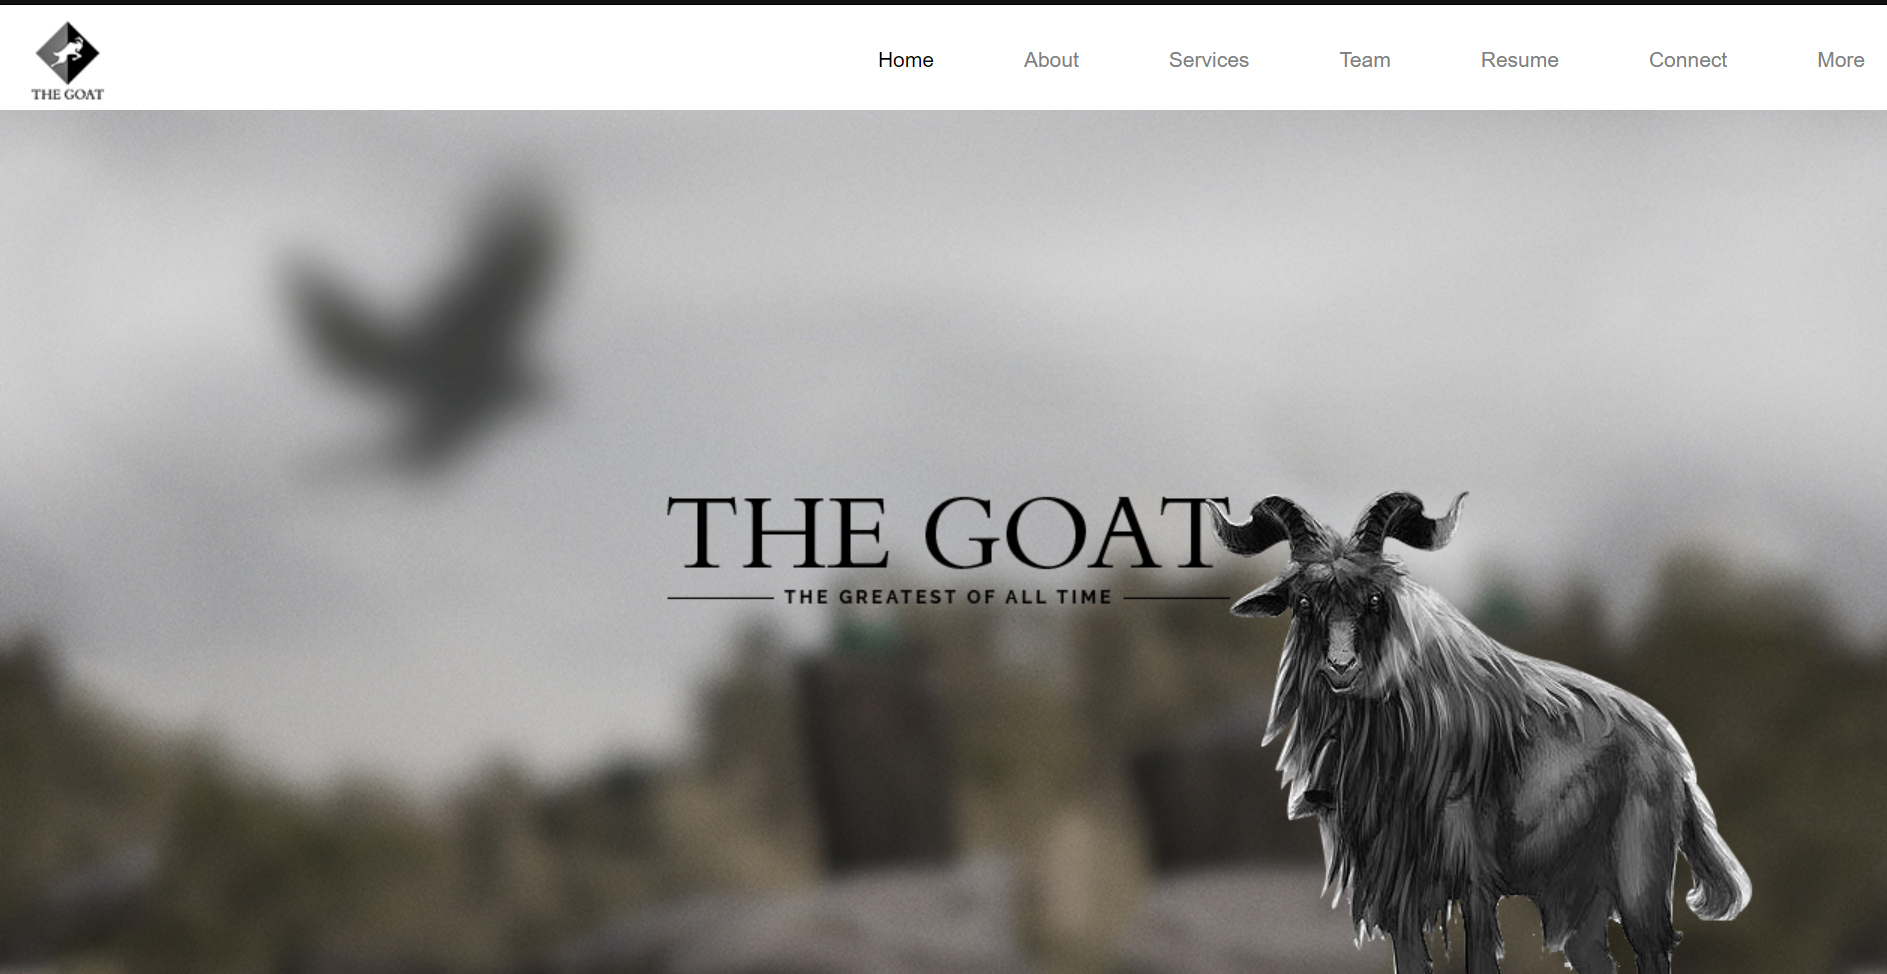 THE GOAT
Home About Services Team Resume Connect More
THE GOAT
THE GREATEST OF ALL TIME